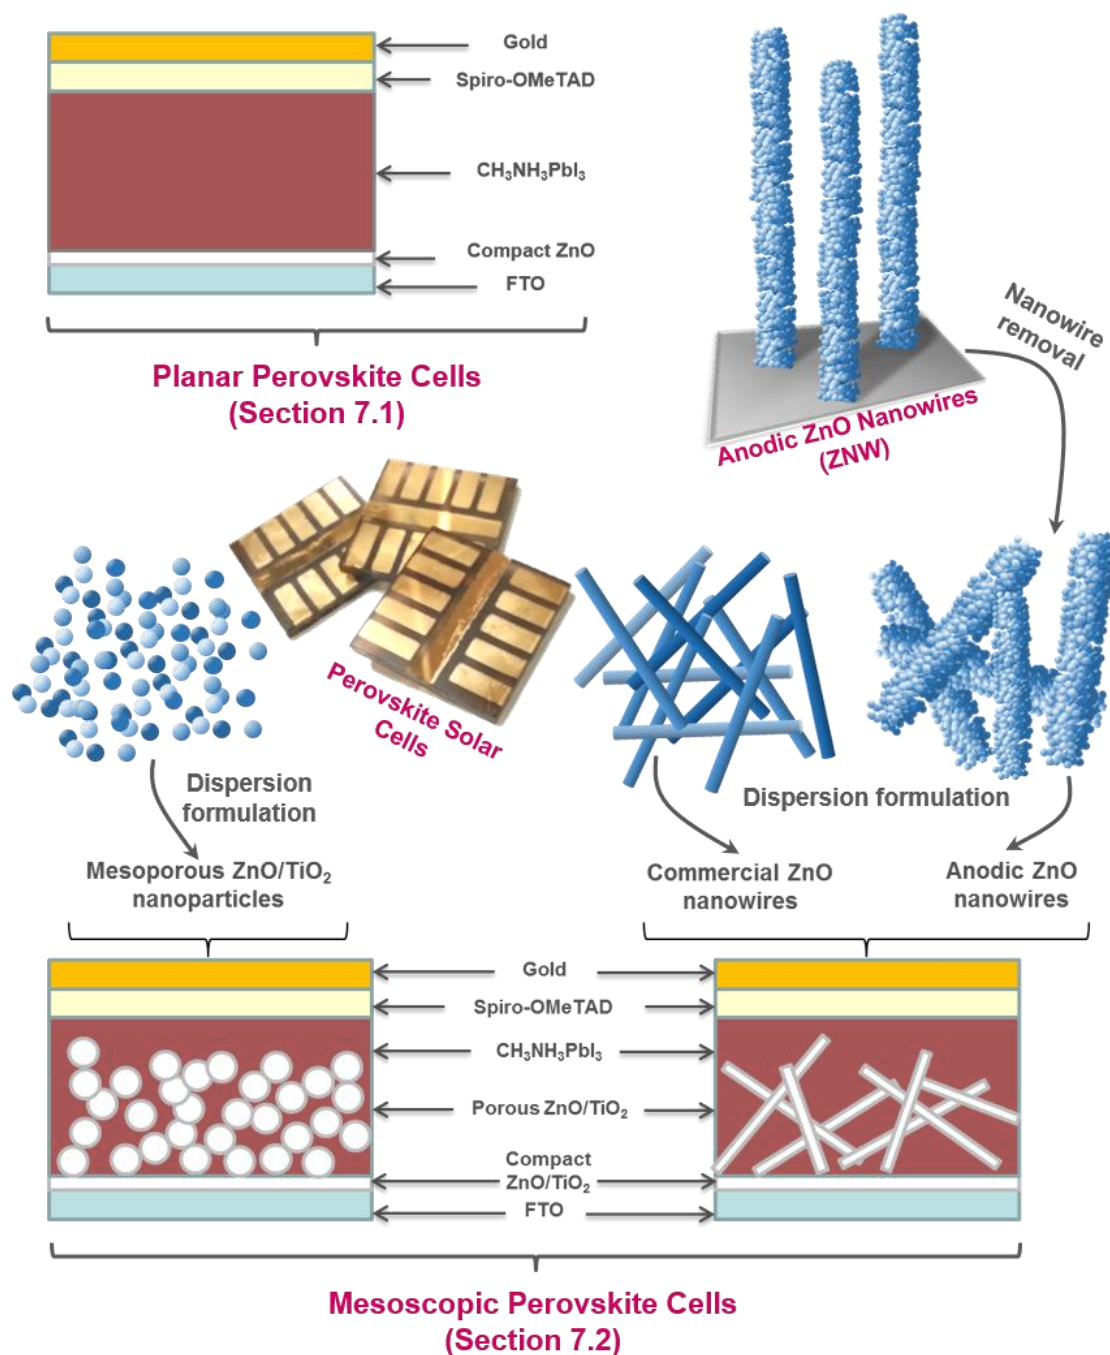 Gold
Spiro-OMeTAD
CH₃NH₃PbI₃
Compact ZnO
FTO
Planar Perovskite Cells
(Section 7.1)
Nanowire
removal
Anodic ZnO Nanowires
(ZNW)
Perovskite Solar
Cells
Dispersion
formulation
Dispersion formulation
Mesoporous ZnO/TiO₂
nanoparticles
Commercial ZnO
nanowires
Anodic ZnO
nanowires
Gold
Spiro-OMeTAD
CH₃NH₃PbI₃
Porous ZnO/TiO₂
Compact
ZnO/TiO₂
FTO
Mesoscopic Perovskite Cells
(Section 7.2)